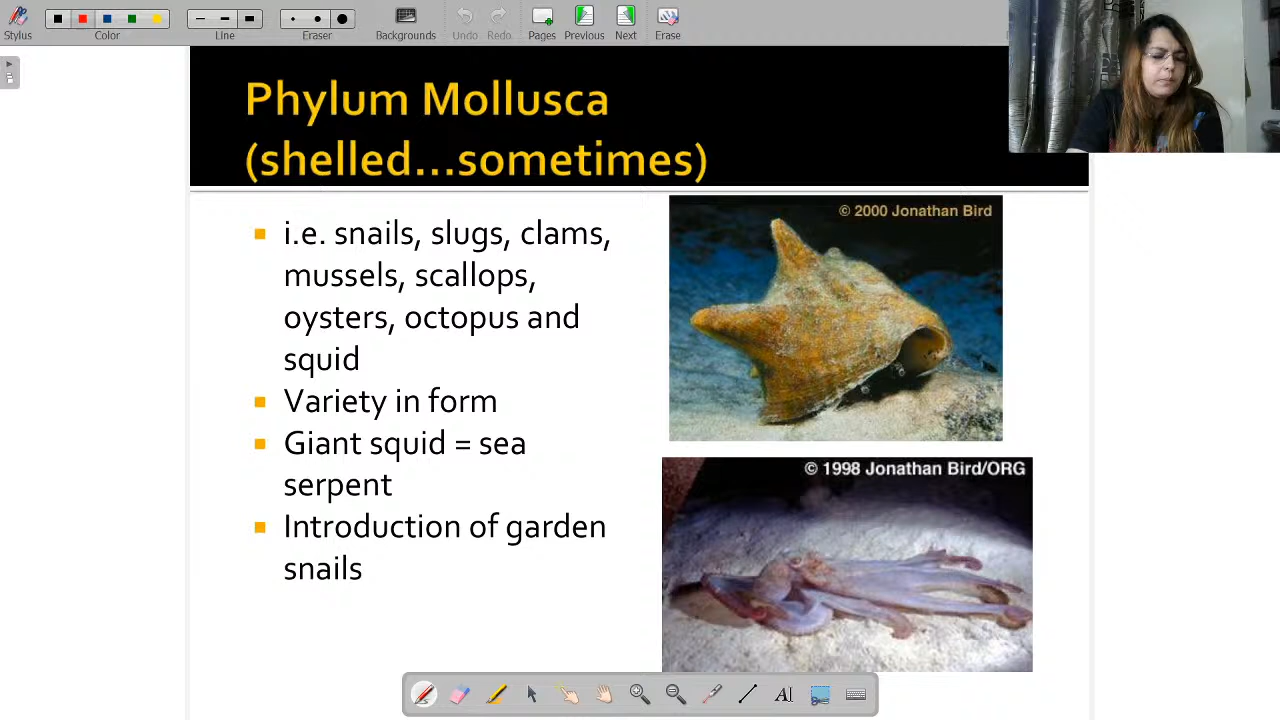 Stylus
Color
Line
Eraser
Backgrounds
Undo
Redo
Pages
Previous
Next
Erase
Phylum Mollusca
(shelled...sometimes)
i.e. snails, slugs, clams,
mussels, scallops,
oysters, octopus and
squid
Variety in form
Giant squid = sea
serpent
Introduction of garden
snails
© 2000 Jonathan Bird
© 1998 Jonathan Bird/ORG
AI